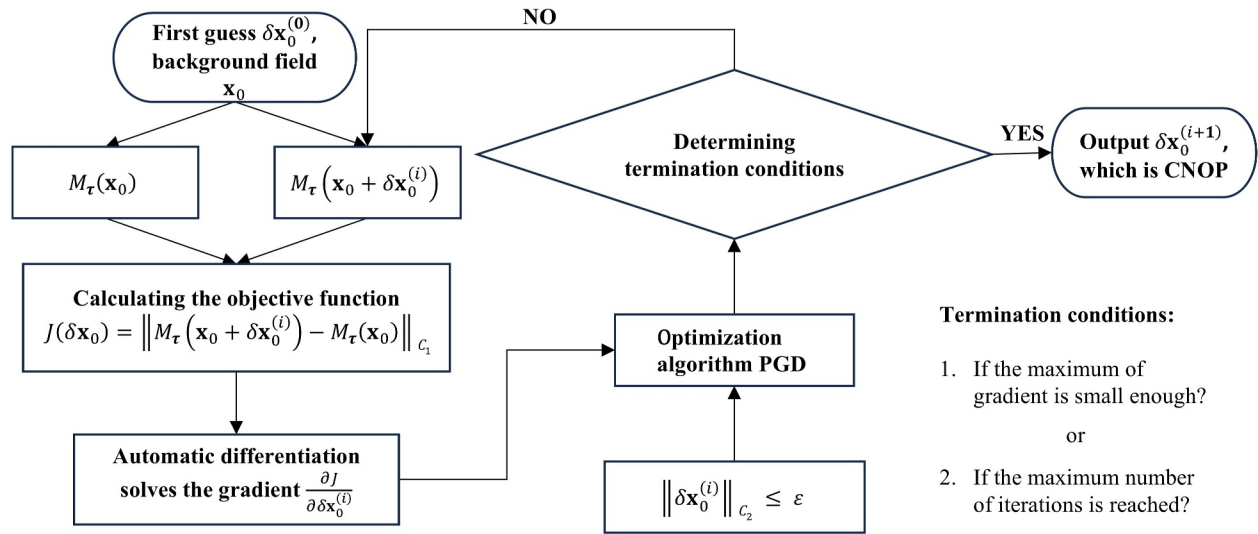 First guess δx₀⁽⁰⁾,
background field
x₀
NO
M_τ(x₀)
M_τ(x₀ + δx₀⁽ⁱ⁾)
Calculating the objective function
J(δx₀) = ‖M_τ(x₀ + δx₀⁽ⁱ⁾) − M_τ(x₀)‖_C₁
Automatic differentiation
solves the gradient ∂J/∂δx₀⁽ⁱ⁾
Determining
termination conditions
YES
Output δx₀⁽ⁱ⁺¹⁾,
which is CNOP
Optimization
algorithm PGD
‖δx₀⁽ⁱ⁾‖_C₂ ≤ ε
Termination conditions:
1. If the maximum of
gradient is small enough?
or
2. If the maximum number
of iterations is reached?